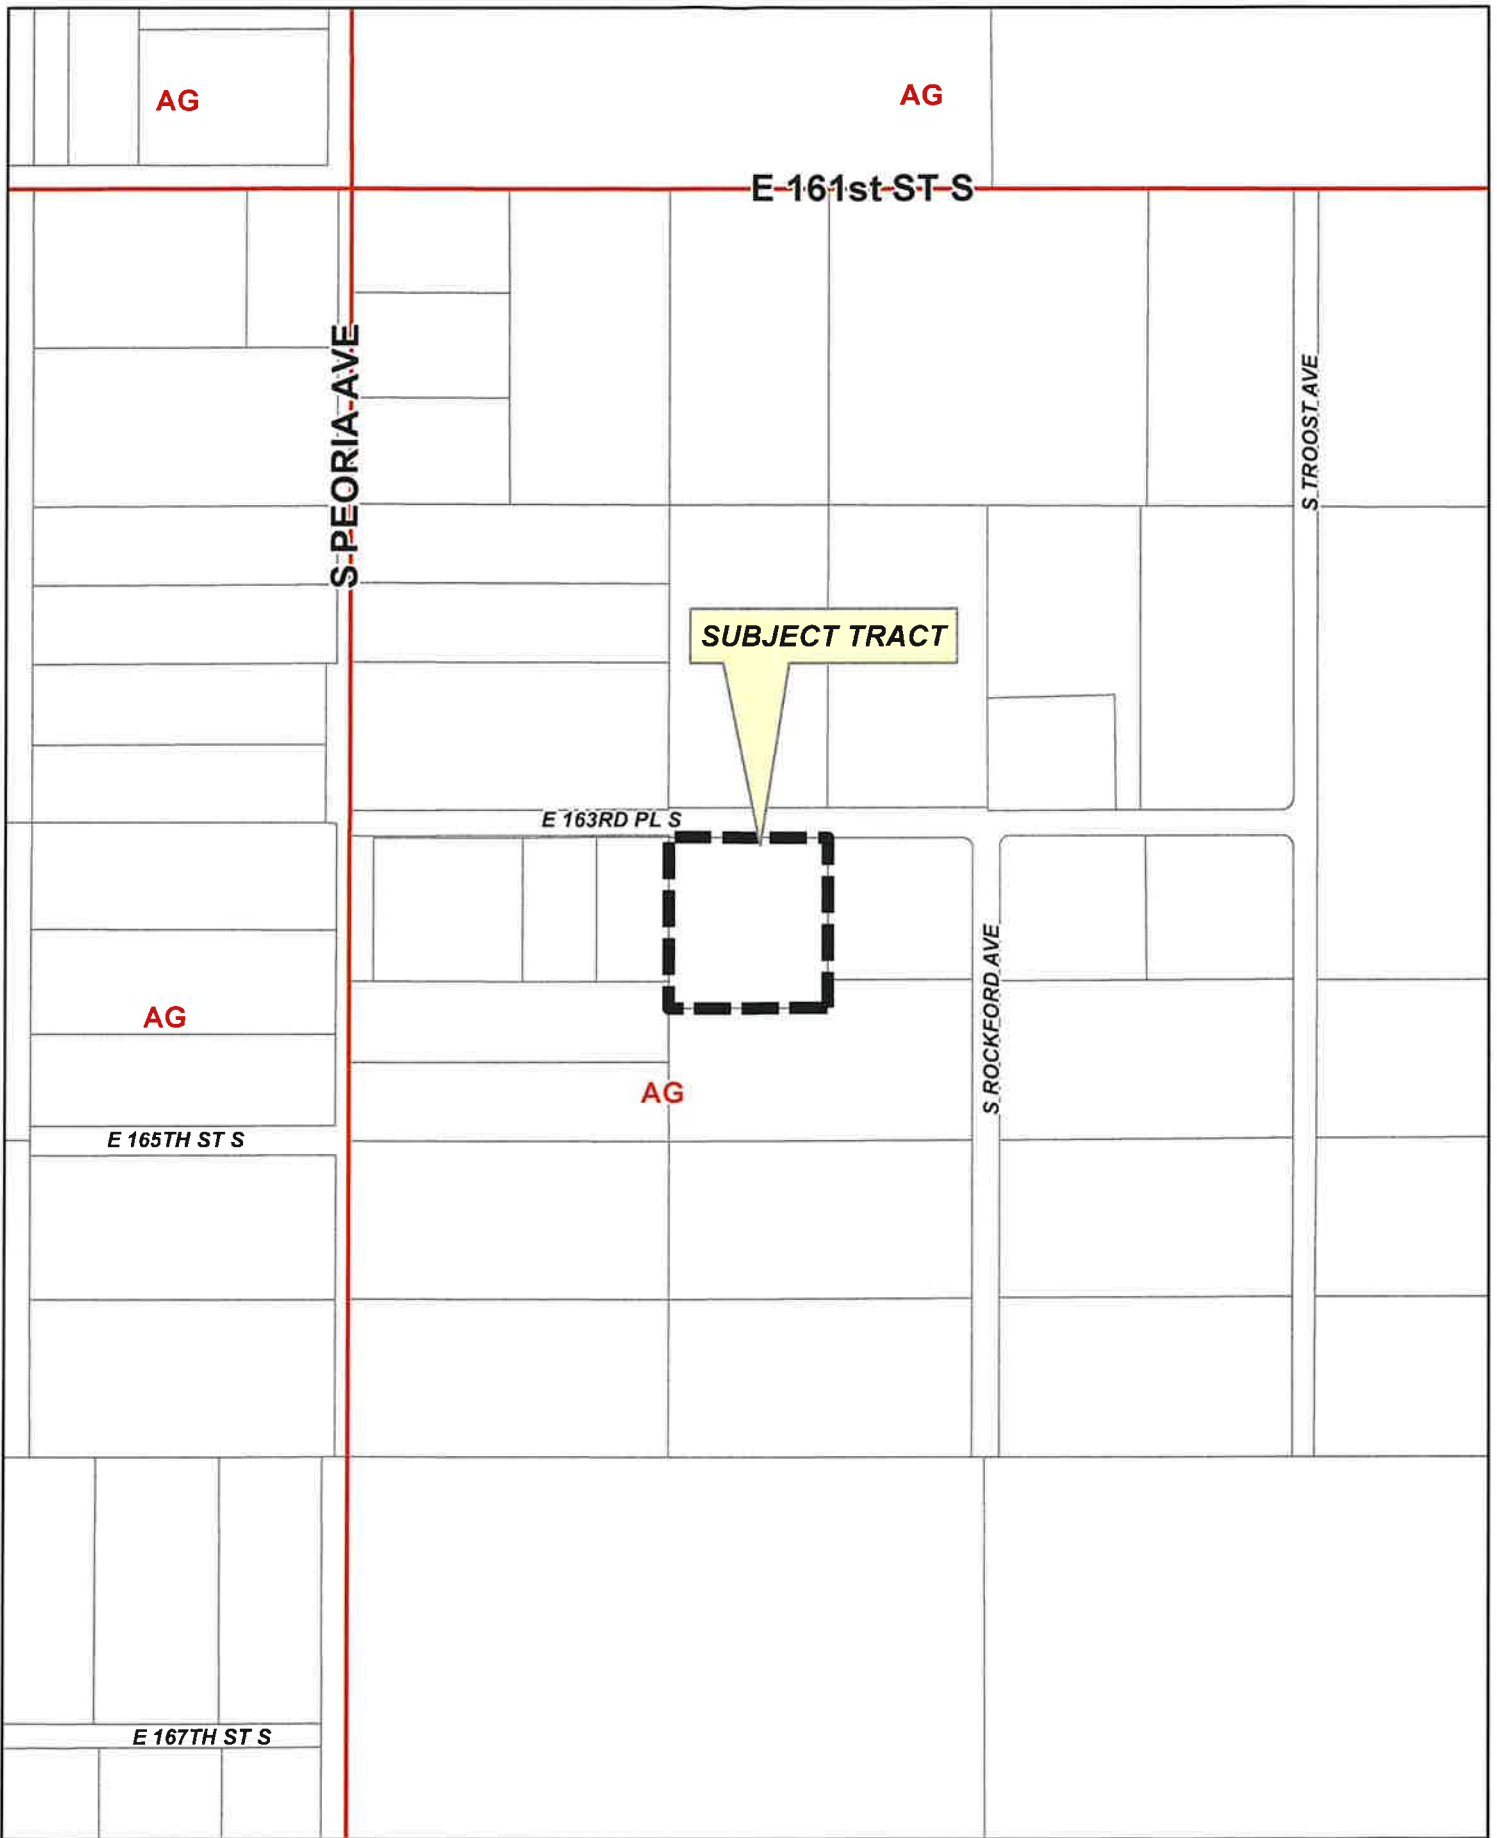 AG
AG
E 161st ST S
S PEORIA AVE
S TROOST AVE
SUBJECT TRACT
E 163RD PL S
S ROCKFORD AVE
AG
AG
E 165TH ST S
E 167TH ST S